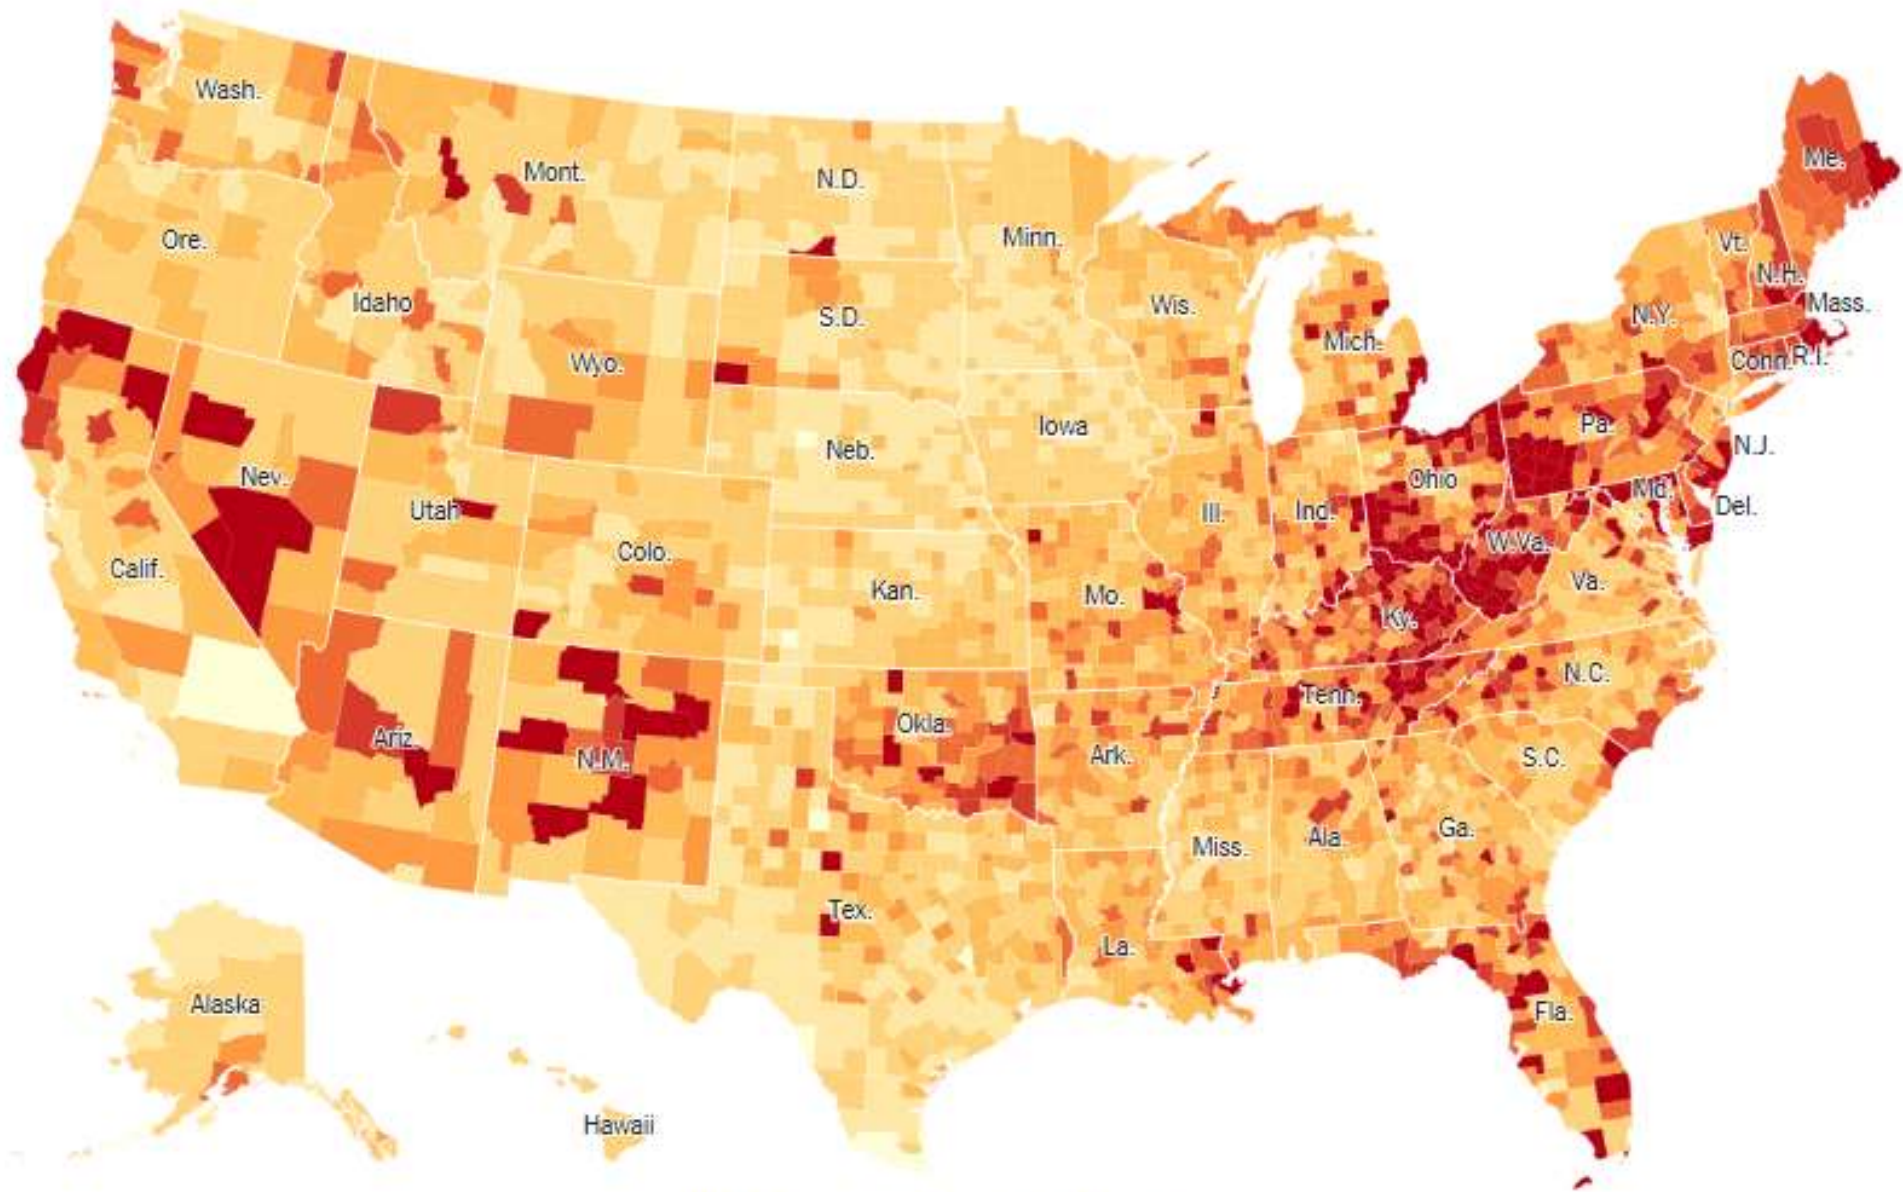 Wash.
Mont.
N.D.
Minn.
Me.
Ore.
Idaho
S.D.
Wis.
Vt.
N.H.
Mass.
Wyo.
Mich.
N.Y.
Conn.
R.I.
Iowa
Neb.
Pa.
N.J.
Nev.
Utah
Colo.
Ill.
Ind.
Ohio
Md.
Del.
Calif.
Kan.
Mo.
W.Va.
Va.
Ky.
Ariz.
N.M.
Okla.
Ark.
Tenn.
N.C.
S.C.
Tex.
La.
Miss.
Ala.
Ga.
Fla.
Alaska
Hawaii